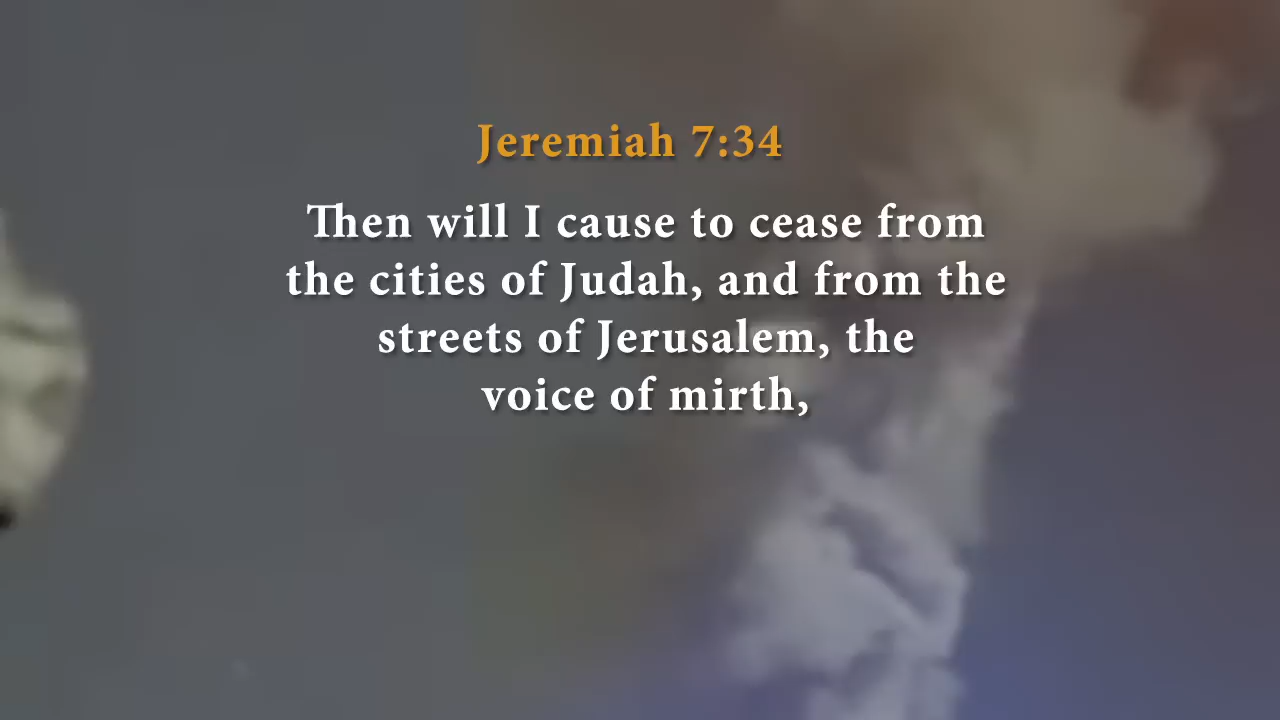 Jeremiah 7:34
Then will I cause to cease from
the cities of Judah, and from the
streets of Jerusalem, the
voice of mirth,